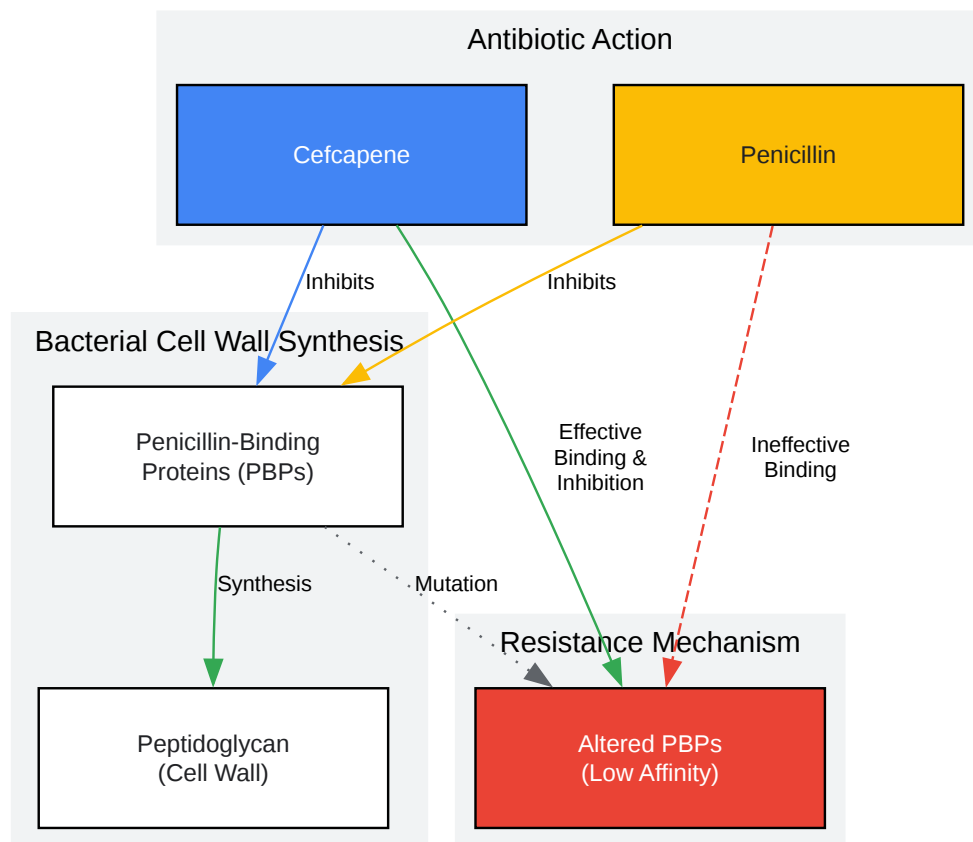 Antibiotic Action
Cefcapene
Penicillin
Inhibits
Inhibits
Bacterial Cell Wall Synthesis
Penicillin-Binding
Proteins (PBPs)
Effective
Binding &
Inhibition
Ineffective
Binding
Synthesis
Mutation
Resistance Mechanism
Peptidoglycan
(Cell Wall)
Altered PBPs
(Low Affinity)